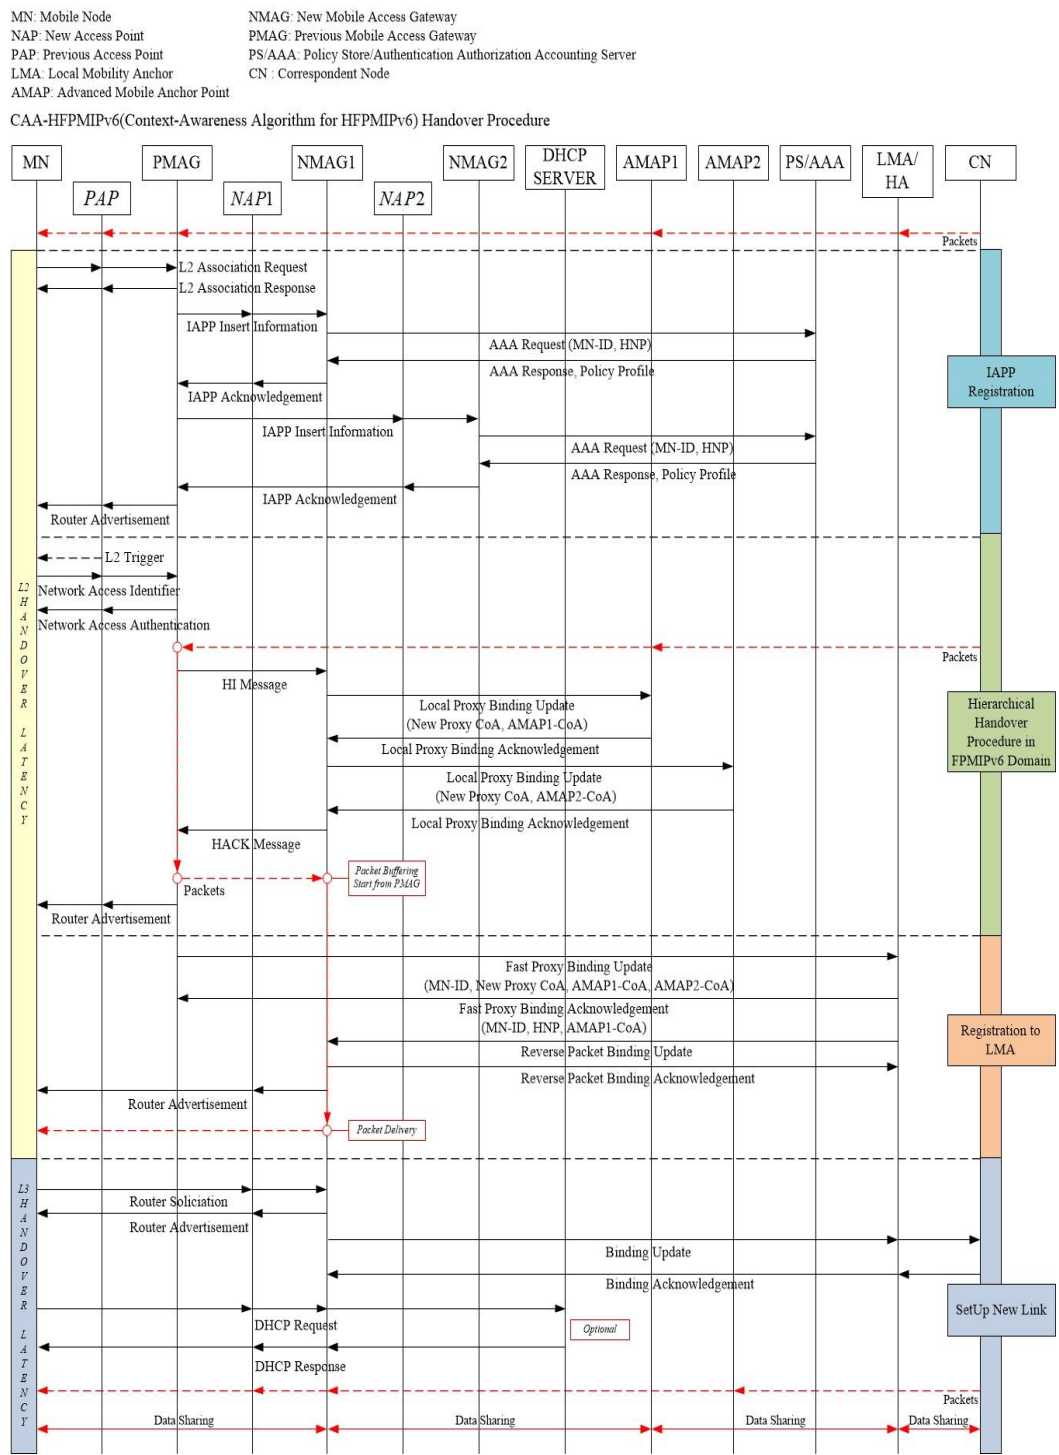 MN: Mobile Node
NMAG: New Mobile Access Gateway
NAP: New Access Point
PMAG: Previous Mobile Access Gateway
PAP: Previous Access Point
PS/AAA: Policy Store/Authentication Authorization Accounting Server
LMA: Local Mobility Anchor
CN : Correspondent Node
AMAP: Advanced Mobile Anchor Point
CAA-HFPMIPv6(Context-Awareness Algorithm for HFPMIPv6) Handover Procedure
MN
PMAG
NMAG1
NMAG2
DHCP
SERVER
AMAP1
AMAP2
PS/AAA
LMA/
HA
CN
PAP
NAP1
NAP2
Packets
L2 Association Request
L2 Association Response
IAPP Insert Information
AAA Request (MN-ID, HNP)
AAA Response, Policy Profile
IAPP
Registration
IAPP Acknowledgement
IAPP Insert Information
AAA Request (MN-ID, HNP)
AAA Response, Policy Profile
IAPP Acknowledgement
Router Advertisement
L2 Trigger
Network Access Identifier
Network Access Authentication
L2 HANDOVER LATENCY
Packets
HI Message
Local Proxy Binding Update
(New Proxy CoA, AMAP1-CoA)
Local Proxy Binding Acknowledgement
Hierarchical
Handover
Procedure in
FPMIPv6 Domain
Local Proxy Binding Update
(New Proxy CoA, AMAP2-CoA)
Local Proxy Binding Acknowledgement
HACK Message
Packet Buffering
Start from PMAG
Packets
Router Advertisement
Fast Proxy Binding Update
(MN-ID, New Proxy CoA, AMAP1-CoA, AMAP2-CoA)
Fast Proxy Binding Acknowledgement
(MN-ID, HNP, AMAP1-CoA)
Registration to
LMA
Reverse Packet Binding Update
Reverse Packet Binding Acknowledgement
Router Advertisement
Packet Delivery
L3 HANDOVER LATENCY
Router Soliciation
Router Advertisement
Binding Update
Binding Acknowledgement
SetUp New Link
DHCP Request
Optional
DHCP Response
Packets
Data Sharing
Data Sharing
Data Sharing
Data Sharing